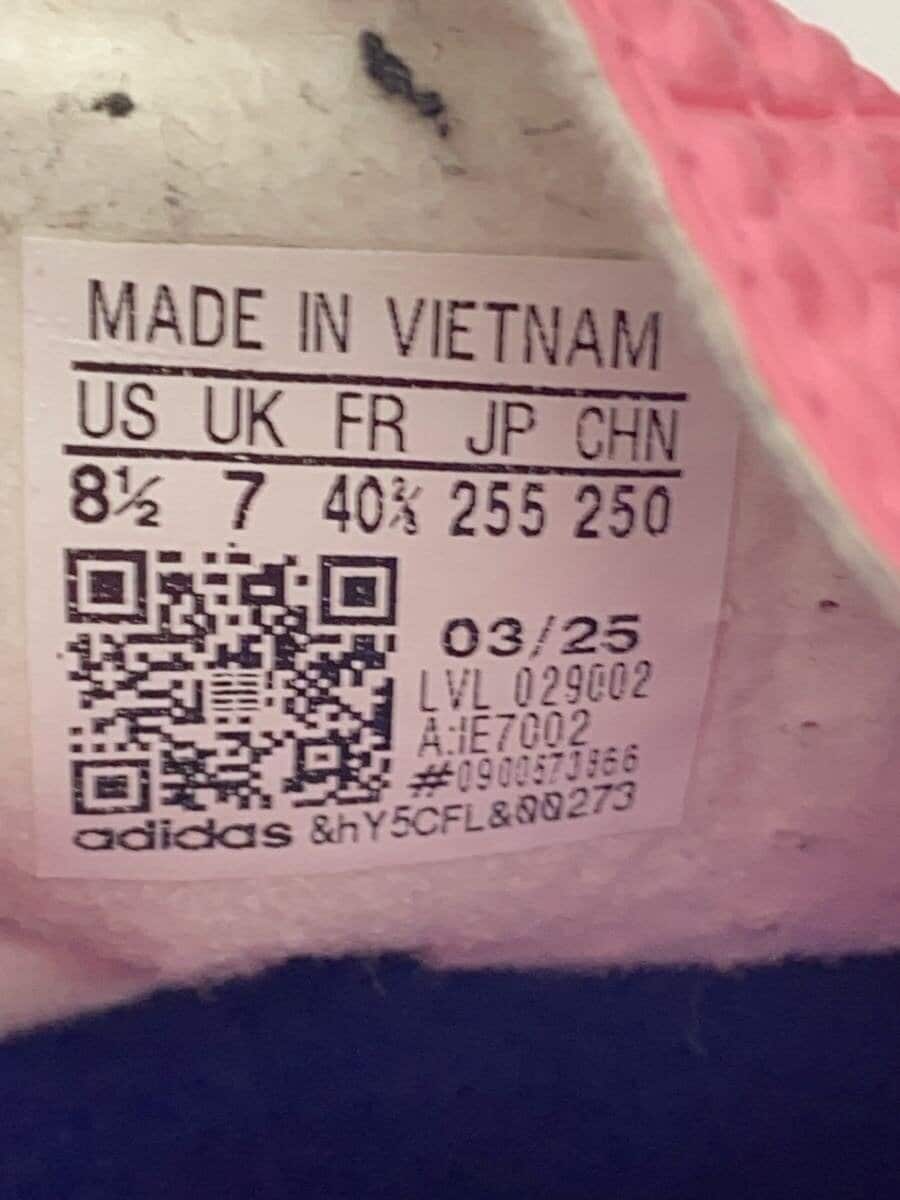 MADE IN VIETNAM
US UK FR JP CHN
8½ 7 40⅔ 255 250
03/25
LVL 029002
A:IE7002
adidas &hY5CFL&00273